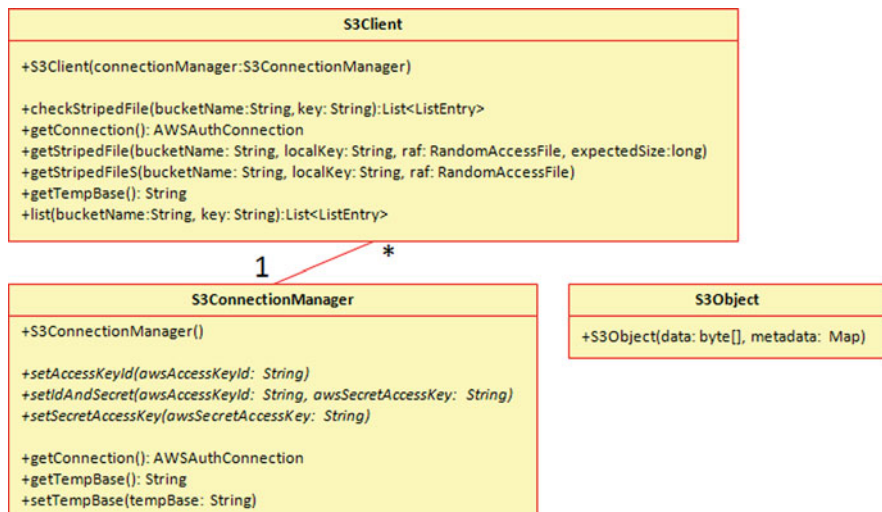 S3Client
+S3Client(connectionManager:S3ConnectionManager)
+checkStripedFile(bucketName:String, key: String):List<ListEntry>
+getConnection(): AWSAuthConnection
+getStripedFile(bucketName: String, localKey: String, raf: RandomAccessFile, expectedSize:long)
+getStripedFileS(bucketName: String, localKey: String, raf: RandomAccessFile)
+getTempBase(): String
+list(bucketName:String, key: String):List<ListEntry>
1
*
S3ConnectionManager
+S3ConnectionManager()
+setAccessKeyId(awsAccessKeyId: String)
+setIdAndSecret(awsAccessKeyId: String, awsSecretAccessKey: String)
+setSecretAccessKey(awsSecretAccessKey: String)
+getConnection(): AWSAuthConnection
+getTempBase(): String
+setTempBase(tempBase: String)
S3Object
+S3Object(data: byte[], metadata: Map)